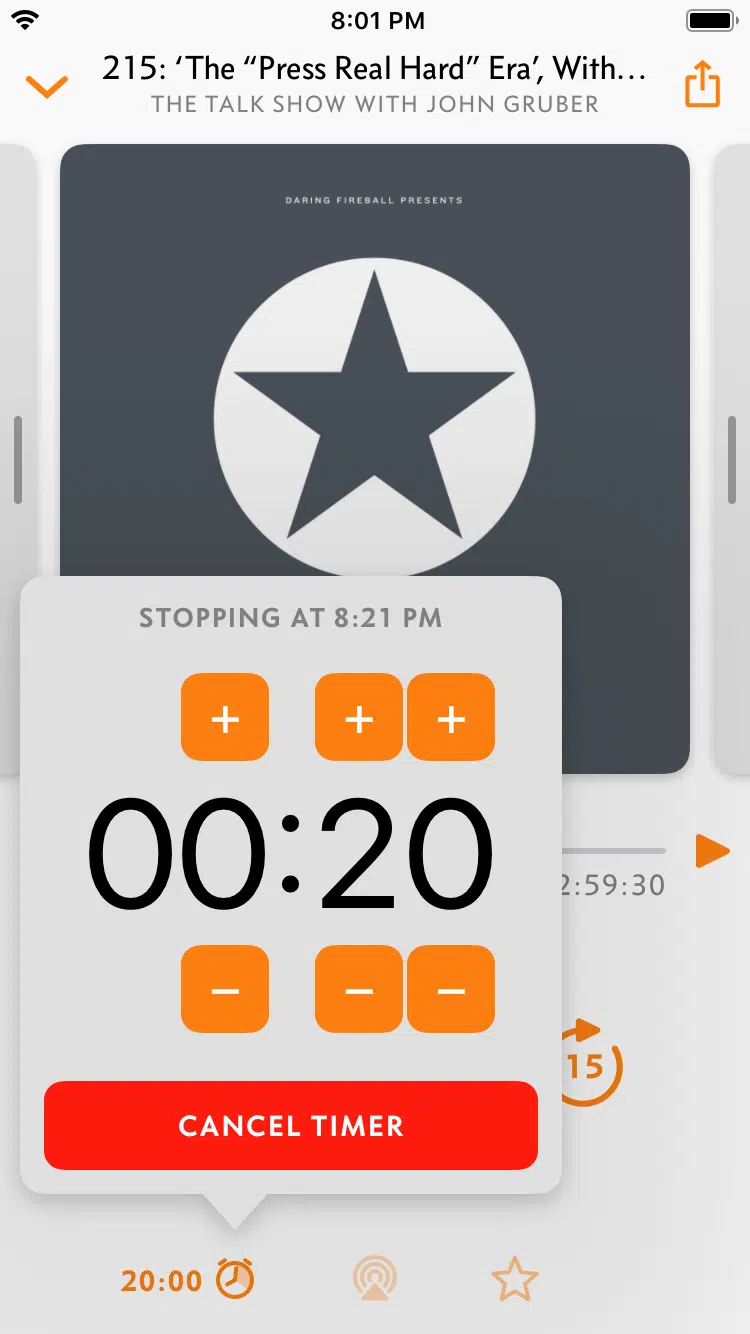 8:01 PM
215: ‘The “Press Real Hard” Era’, With…
THE TALK SHOW WITH JOHN GRUBER
DARING FIREBALL PRESENTS
STOPPING AT 8:21 PM
+ + +
00:20
− − −
2:59:30
15
CANCEL TIMER
20:00